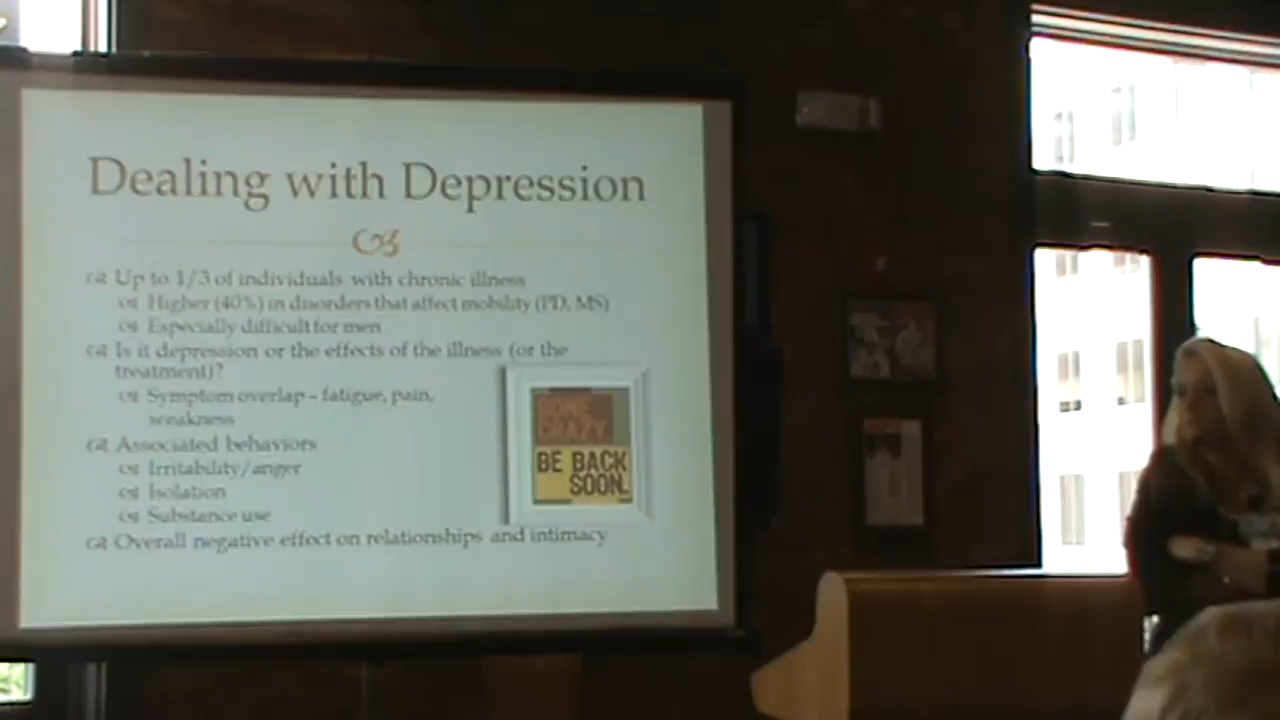 Dealing with Depression
Up to 1/3 of individuals with chronic illness
Higher (40%) in disorders that affect mobility (PD, MS)
Especially difficult for men
Is it depression or the effects of the illness (or the
treatment)?
Symptom overlap – fatigue, pain,
weakness
Associated behaviors
Irritability/anger
Isolation
Substance use
Overall negative effect on relationships and intimacy
GONE
CRAZY
BE BACK
SOON.